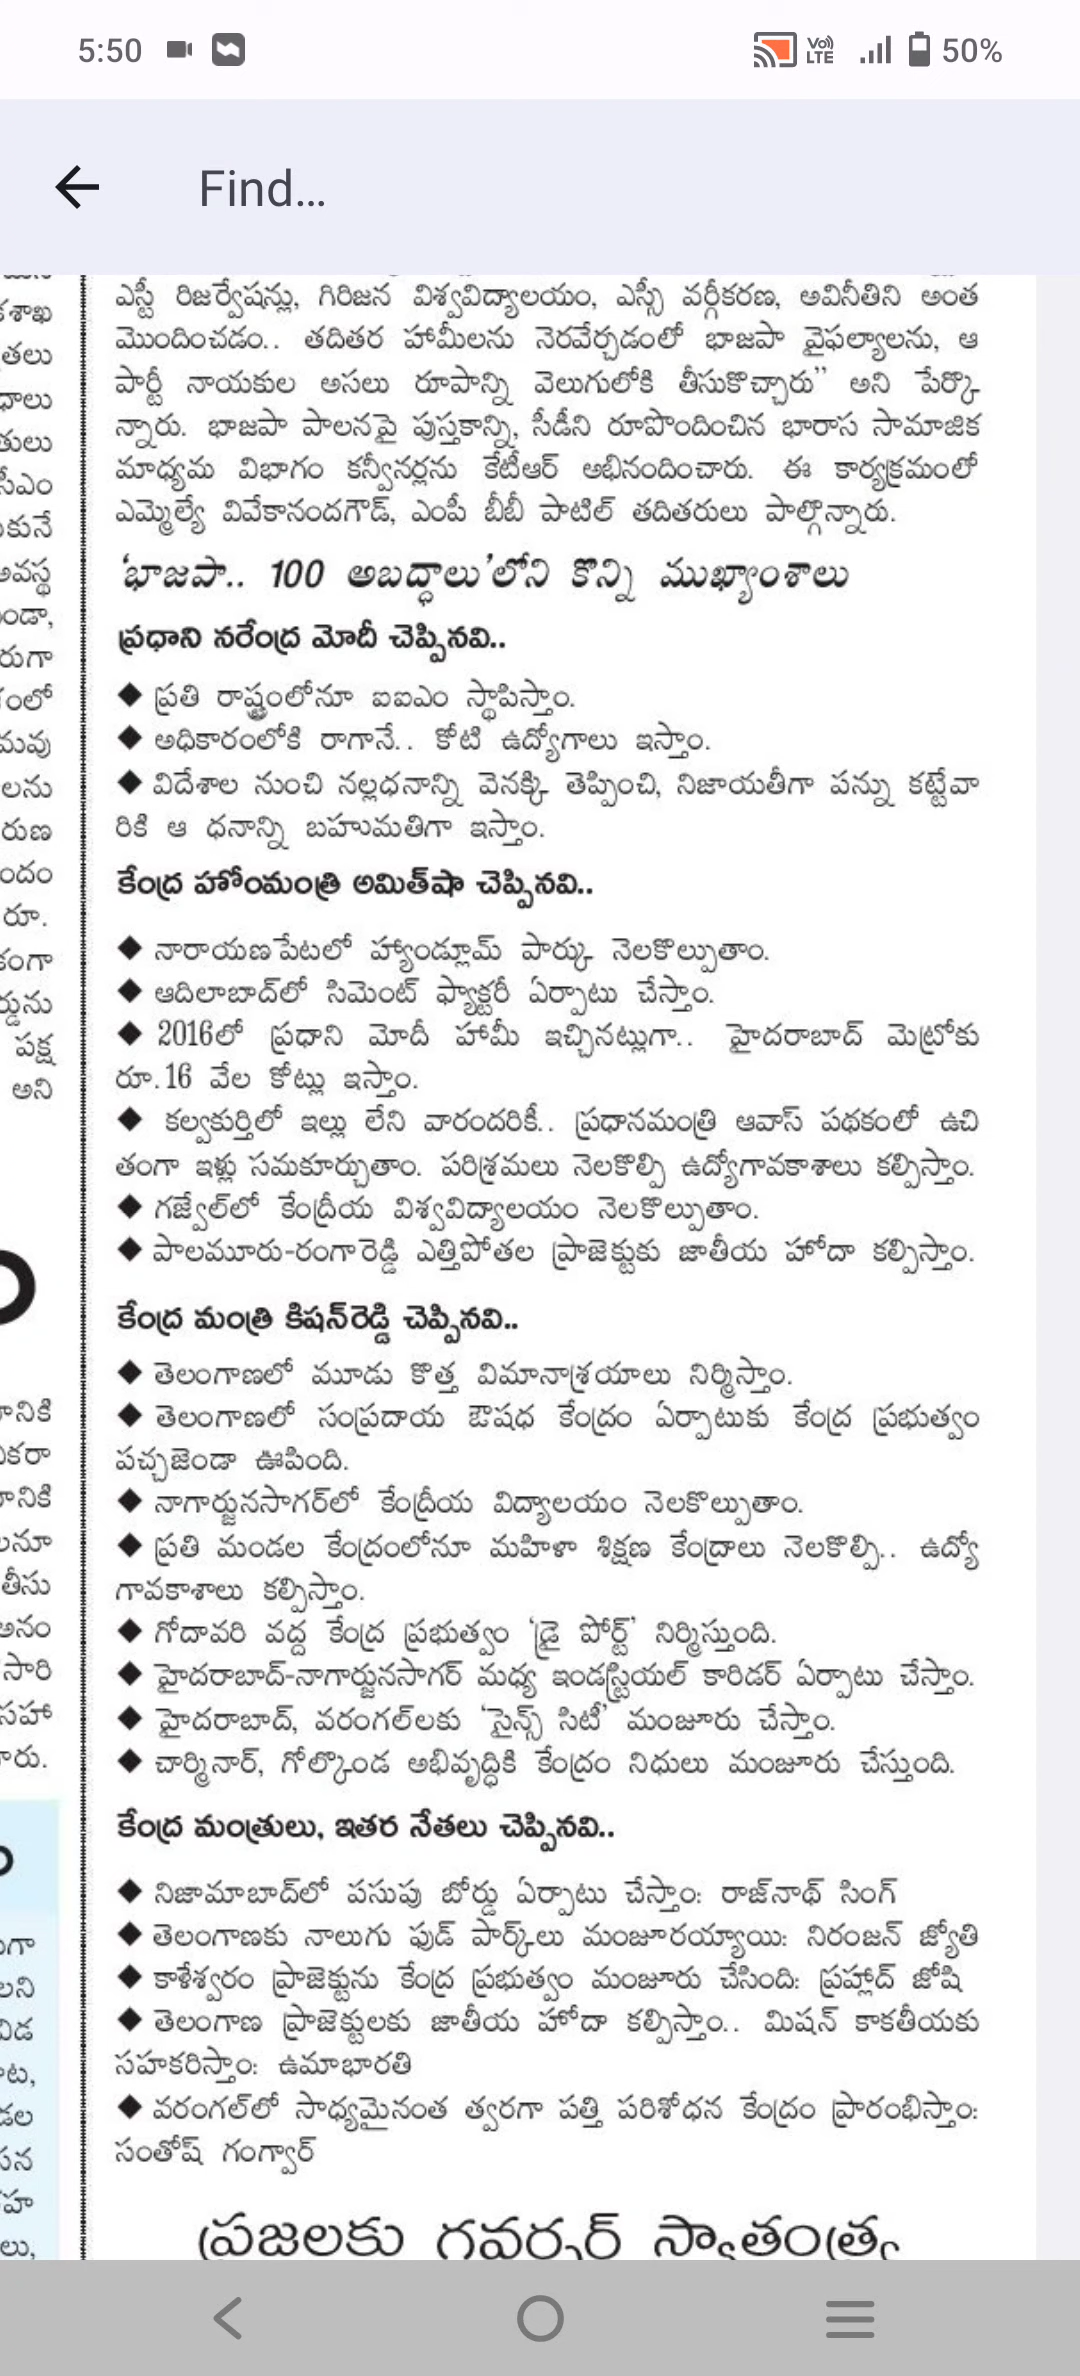 5:50
Vo)) LTE
50%
Find...
ఎస్టీ రిజర్వేషన్లు, గిరిజన విశ్వవిద్యాలయం, ఎస్సీ వర్గీకరణ, అవినీతిని అంత
మొందించడం.. తదితర హామీలను నెరవేర్చడంలో భాజపా వైఫల్యాలను, ఆ
పార్టీ నాయకుల అసలు రూపాన్ని వెలుగులోకి తీసుకొచ్చారు" అని పేర్కొ
న్నారు. భాజపా పాలనపై పుస్తకాన్ని, సీడీని రూపొందించిన భారాస సామాజిక
మాధ్యమ విభాగం కన్వీనర్లను కేటీఆర్ అభినందించారు. ఈ కార్యక్రమంలో
ఎమ్మెల్యే వివేకానందగౌడ్, ఎంపీ బీబీ పాటిల్ తదితరులు పాల్గొన్నారు.
'భాజపా.. 100 అబద్ధాలు'లోని కొన్ని ముఖ్యాంశాలు
ప్రధాని నరేంద్ర మోదీ చెప్పినవి..
◆ ప్రతి రాష్ట్రంలోనూ ఐఐఎం స్థాపిస్తాం.
◆ అధికారంలోకి రాగానే.. కోటి ఉద్యోగాలు ఇస్తాం.
◆ విదేశాల నుంచి నల్లధనాన్ని వెనక్కి తెప్పించి, నిజాయతీగా పన్ను కట్టేవా
రికి ఆ ధనాన్ని బహుమతిగా ఇస్తాం.
కేంద్ర హోంమంత్రి అమిత్‌షా చెప్పినవి..
◆ నారాయణపేటలో హ్యాండ్లూమ్ పార్కు నెలకొల్పుతాం.
◆ ఆదిలాబాద్‌లో సిమెంట్ ఫ్యాక్టరీ ఏర్పాటు చేస్తాం.
◆ 2016లో ప్రధాని మోదీ హామీ ఇచ్చినట్లుగా.. హైదరాబాద్ మెట్రోకు
రూ.16 వేల కోట్లు ఇస్తాం.
◆ కల్వకుర్తిలో ఇల్లు లేని వారందరికీ.. ప్రధానమంత్రి ఆవాస్ పథకంలో ఉచి
తంగా ఇళ్లు సమకూర్చుతాం. పరిశ్రమలు నెలకొల్పి ఉద్యోగావకాశాలు కల్పిస్తాం.
◆ గజ్వేల్‌లో కేంద్రీయ విశ్వవిద్యాలయం నెలకొల్పుతాం.
◆ పాలమూరు-రంగారెడ్డి ఎత్తిపోతల ప్రాజెక్టుకు జాతీయ హోదా కల్పిస్తాం.
కేంద్ర మంత్రి కిషన్‌రెడ్డి చెప్పినవి..
◆ తెలంగాణలో మూడు కొత్త విమానాశ్రయాలు నిర్మిస్తాం.
◆ తెలంగాణలో సంప్రదాయ ఔషధ కేంద్రం ఏర్పాటుకు కేంద్ర ప్రభుత్వం
పచ్చజెండా ఊపింది.
◆ నాగార్జునసాగర్‌లో కేంద్రీయ విద్యాలయం నెలకొల్పుతాం.
◆ ప్రతి మండల కేంద్రంలోనూ మహిళా శిక్షణ కేంద్రాలు నెలకొల్పి.. ఉద్యో
గావకాశాలు కల్పిస్తాం.
◆ గోదావరి వద్ద కేంద్ర ప్రభుత్వం 'డ్రై పోర్ట్' నిర్మిస్తుంది.
◆ హైదరాబాద్-నాగార్జునసాగర్ మధ్య ఇండస్ట్రియల్ కారిడర్ ఏర్పాటు చేస్తాం.
◆ హైదరాబాద్, వరంగల్‌లకు 'సైన్స్ సిటీ' మంజూరు చేస్తాం.
◆ చార్మినార్, గోల్కొండ అభివృద్ధికి కేంద్రం నిధులు మంజూరు చేస్తుంది.
కేంద్ర మంత్రులు, ఇతర నేతలు చెప్పినవి..
◆ నిజామాబాద్‌లో పసుపు బోర్డు ఏర్పాటు చేస్తాం: రాజ్‌నాథ్ సింగ్
◆ తెలంగాణకు నాలుగు ఫుడ్ పార్క్‌లు మంజూరయ్యాయి: నిరంజన్ జ్యోతి
◆ కాళేశ్వరం ప్రాజెక్టును కేంద్ర ప్రభుత్వం మంజూరు చేసింది: ప్రహ్లాద్ జోషి
◆ తెలంగాణ ప్రాజెక్టులకు జాతీయ హోదా కల్పిస్తాం.. మిషన్ కాకతీయకు
సహకరిస్తాం: ఉమాభారతి
◆ వరంగల్‌లో సాధ్యమైనంత త్వరగా పత్తి పరిశోధన కేంద్రం ప్రారంభిస్తాం:
సంతోష్ గంగ్వార్
ప్రజలకు గవర్నర్ స్వాతంత్ర్య